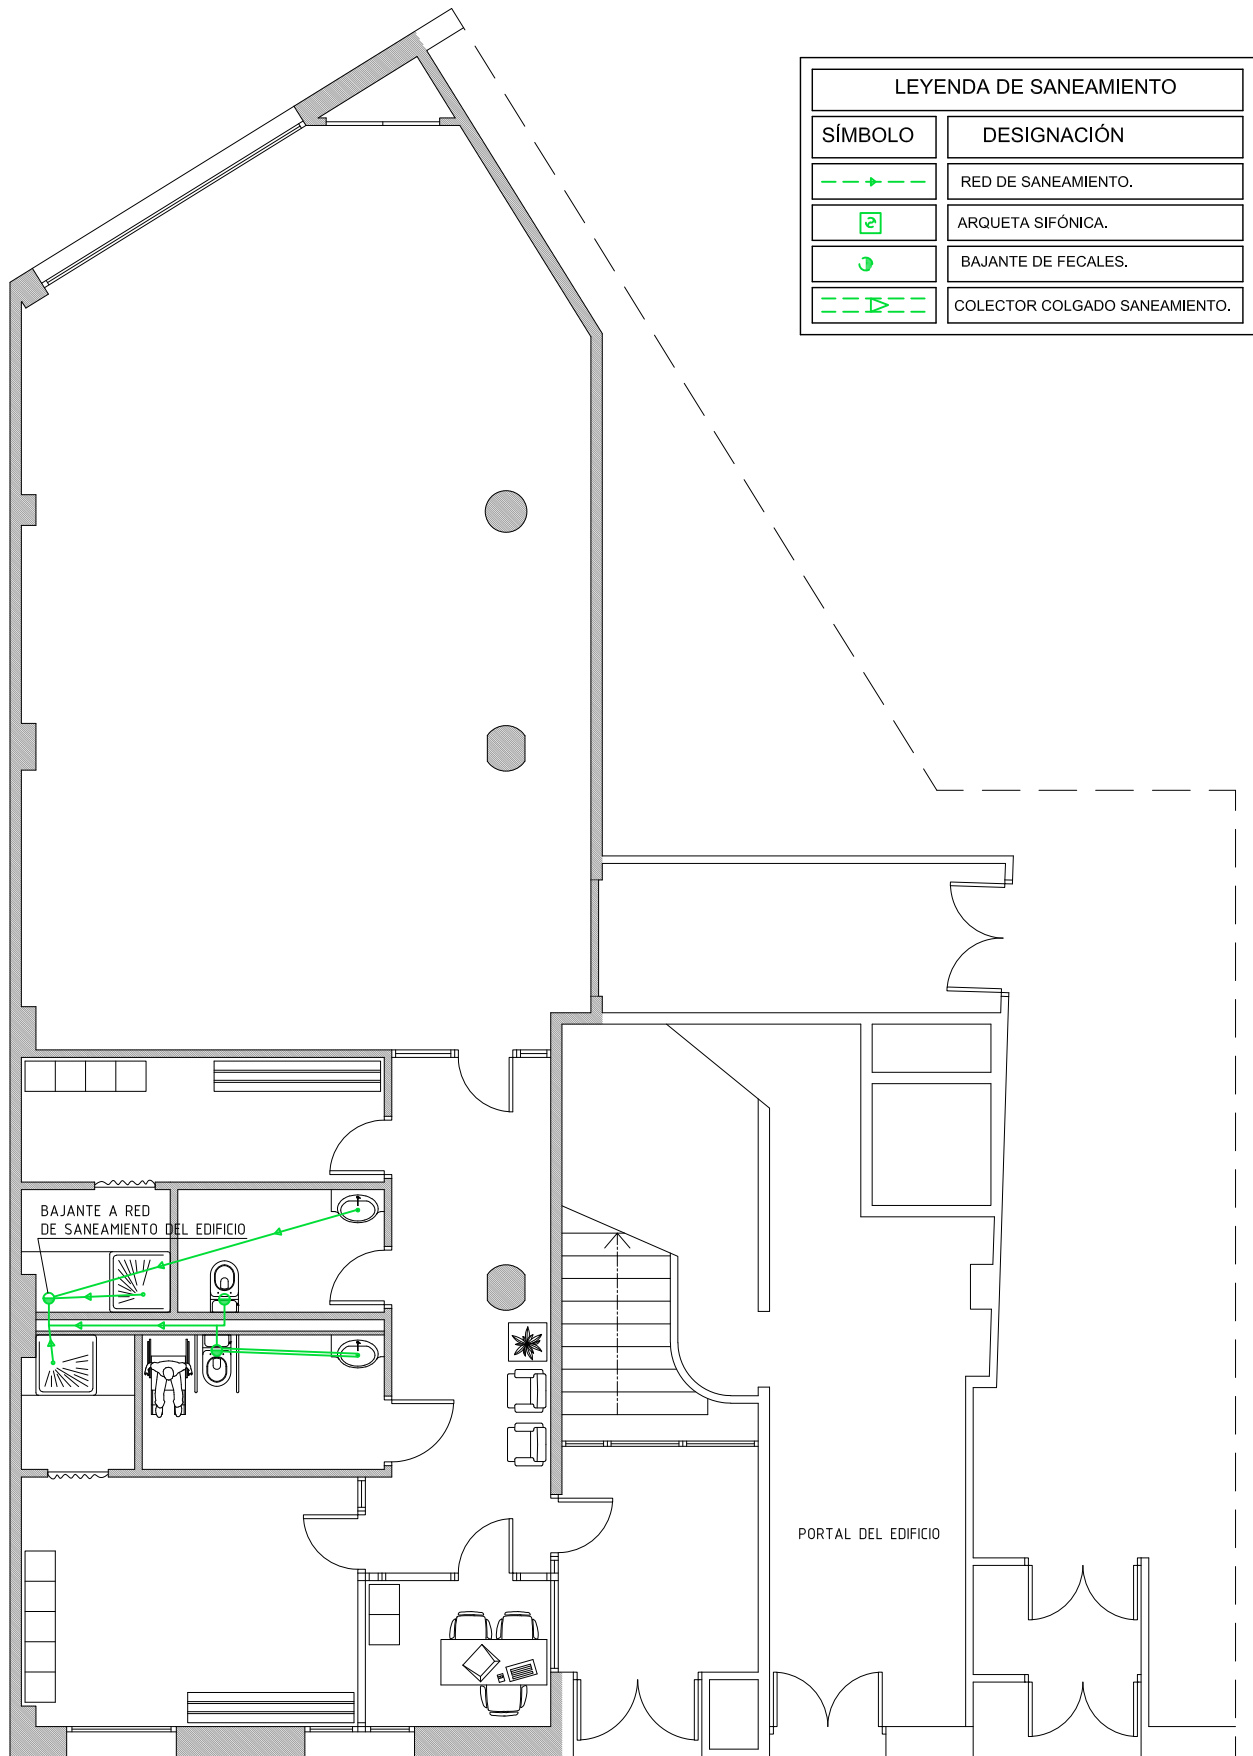 LEYENDA DE SANEAMIENTO
SÍMBOLO DESIGNACIÓN
RED DE SANEAMIENTO.
ARQUETA SIFÓNICA.
BAJANTE DE FECALES.
COLECTOR COLGADO SANEAMIENTO.
BAJANTE A RED
DE SANEAMIENTO DEL EDIFICIO
PORTAL DEL EDIFICIO